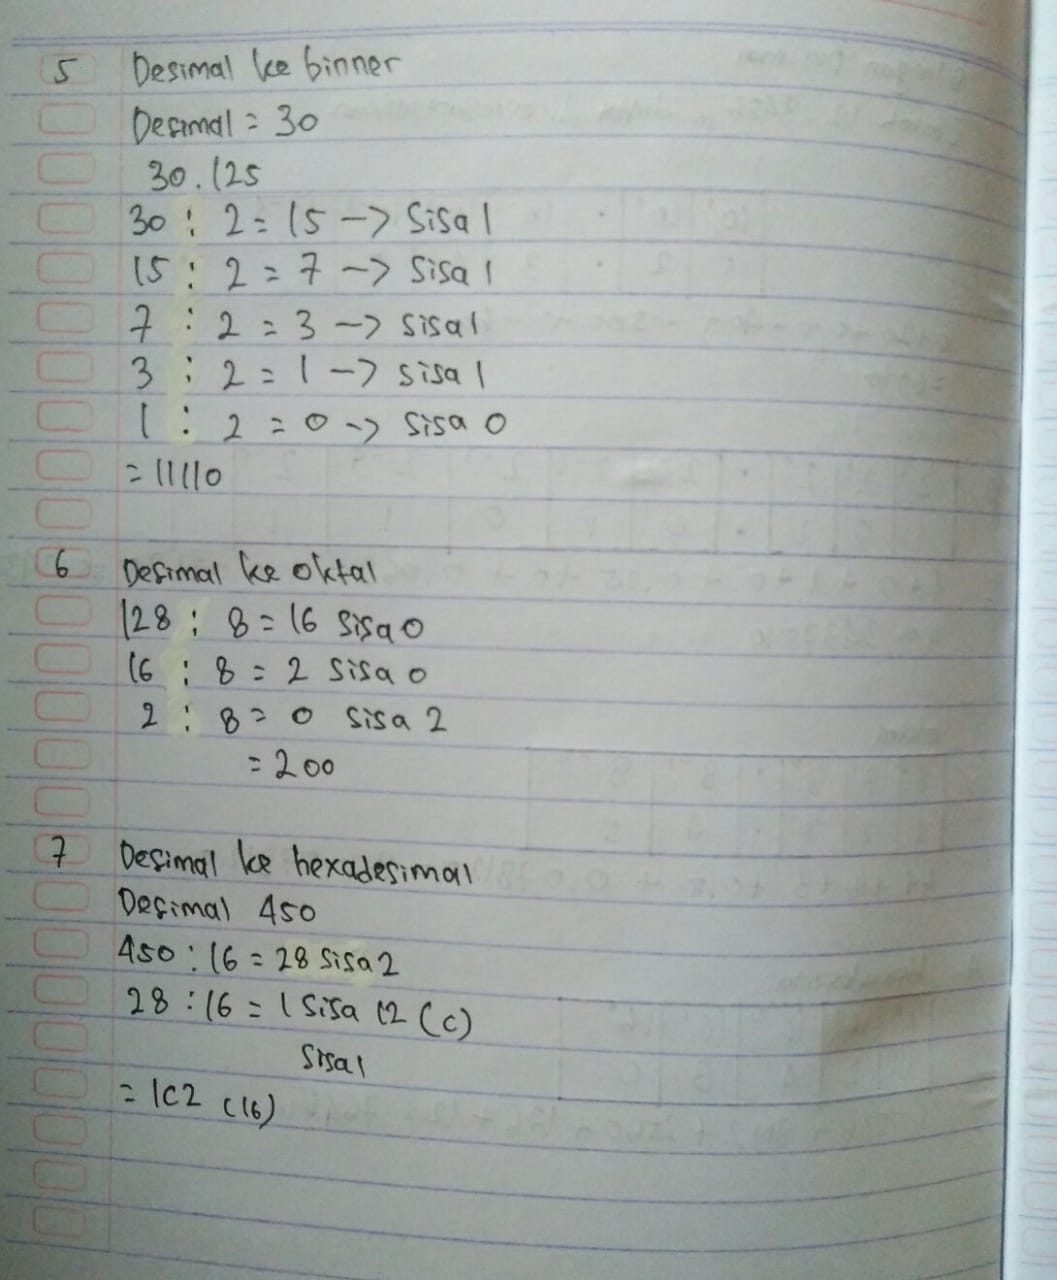 5 Desimal ke binner
Desimal = 30
30.125
30 : 2 = 15 -> Sisa 1
15 : 2 = 7 -> Sisa 1
7 : 2 = 3 -> sisa 1
3 : 2 = 1 -> sisa 1
1 : 2 = 0 -> Sisa 0
= 11110
6 Desimal ke oktal
128 : 8 = 16 Sisa 0
16 : 8 = 2 Sisa 0
2 : 8 = 0 Sisa 2
= 200
7 Desimal ke hexadesimal
Desimal 450
450 : 16 = 28 Sisa 2
28 : 16 = 1 Sisa 12 (C)
Sisa 1
= 1C2 (16)